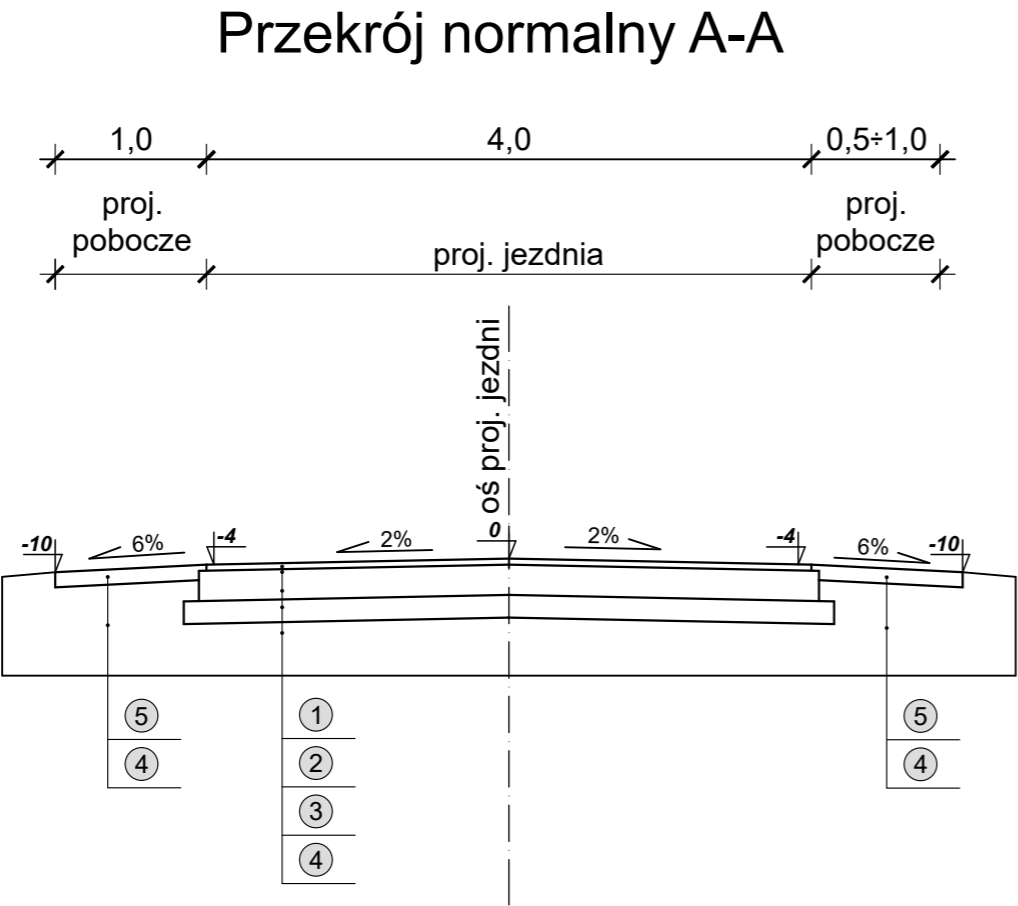 Przekrój normalny A-A
1,0
4,0
0,5÷1,0
proj.
pobocze
proj. jezdnia
proj.
pobocze
oś proj. jezdni
-10
6%
-4
2%
0
2%
-4
6%
-10
5
4
1
2
3
4
5
4